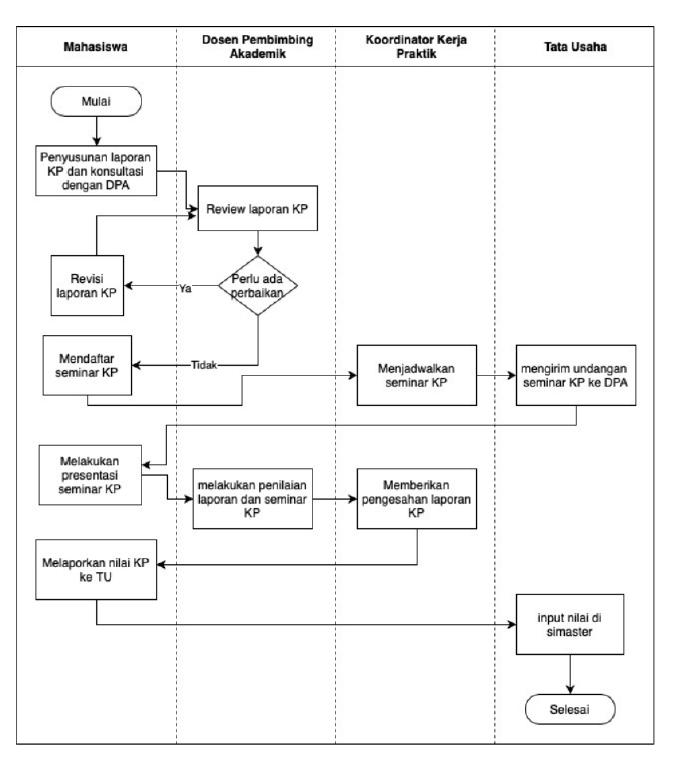 Mahasiswa
Dosen Pembimbing
Akademik
Koordinator Kerja
Praktik
Tata Usaha
Mulai
Penyusunan laporan
KP dan konsultasi
dengan DPA
Review laporan KP
Perlu ada
perbaikan
Ya
Revisi
laporan KP
Tidak
Mendaftar
seminar KP
Menjadwalkan
seminar KP
mengirim undangan
seminar KP ke DPA
Melakukan
presentasi
seminar KP
melakukan penilaian
laporan dan seminar
KP
Memberikan
pengesahan laporan
KP
Melaporkan nilai KP
ke TU
input nilai di
simaster
Selesai